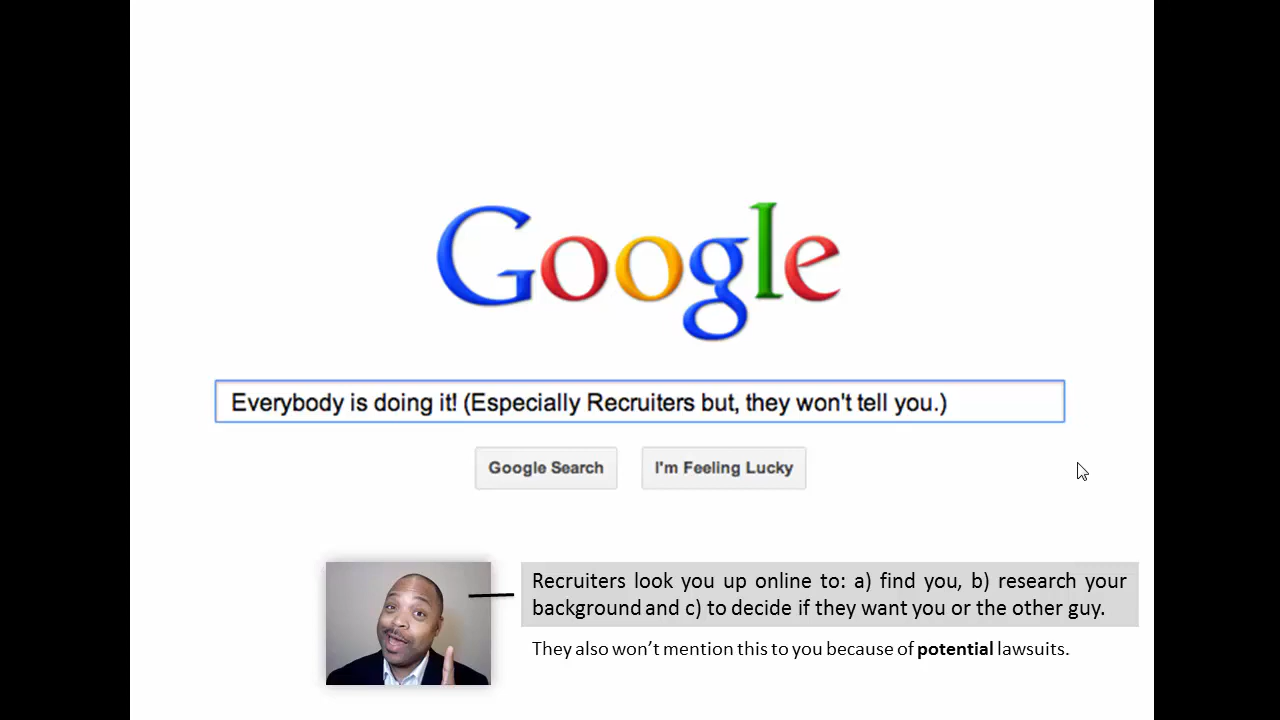 Google
Everybody is doing it! (Especially Recruiters but, they won't tell you.)
Google Search
I'm Feeling Lucky
Recruiters look you up online to: a) find you, b) research your
background and c) to decide if they want you or the other guy.
They also won’t mention this to you because of potential lawsuits.